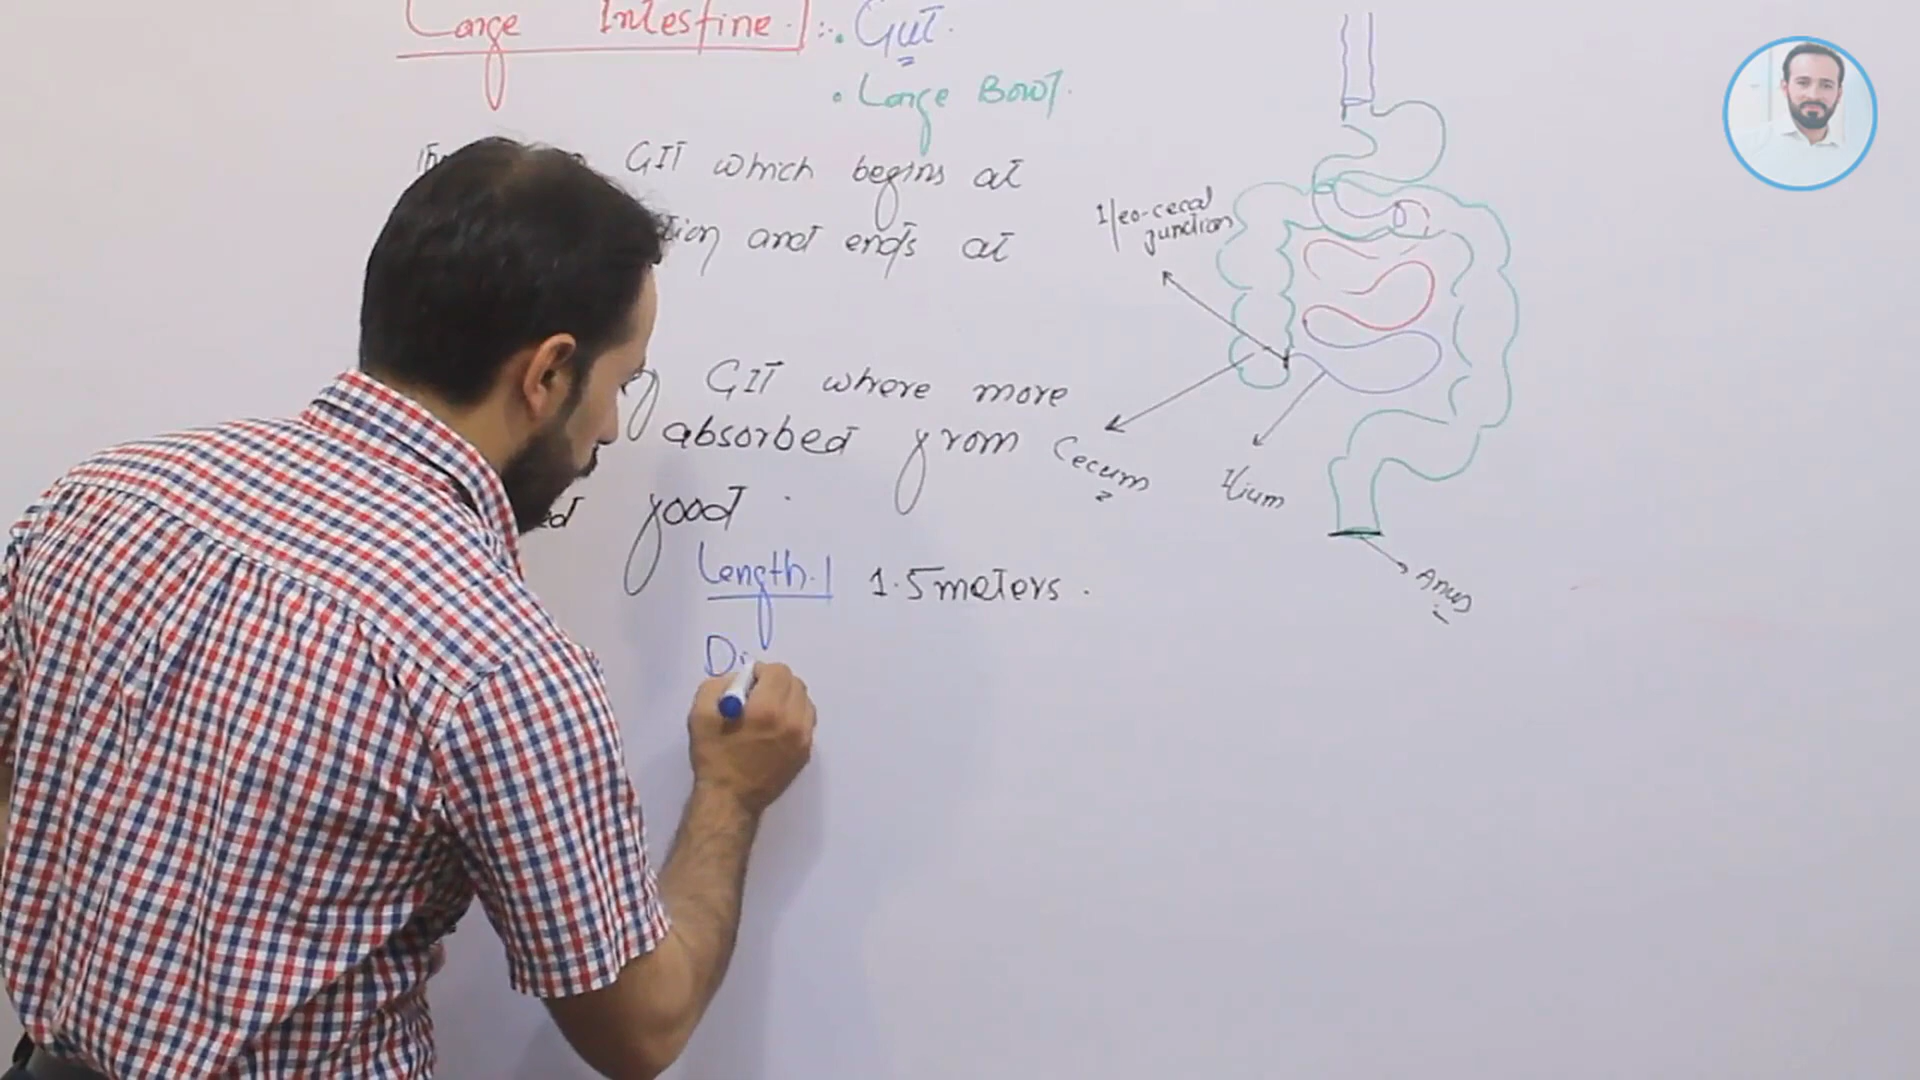 Large Intestine. :. Gut.
• Large Bowl.
GIT which begins at
and ends at
GIT where more
absorbed from
food.
Length. 1.5 meters.
Di
Ileo-cecal
junction
Cecum
Ilium
Anus